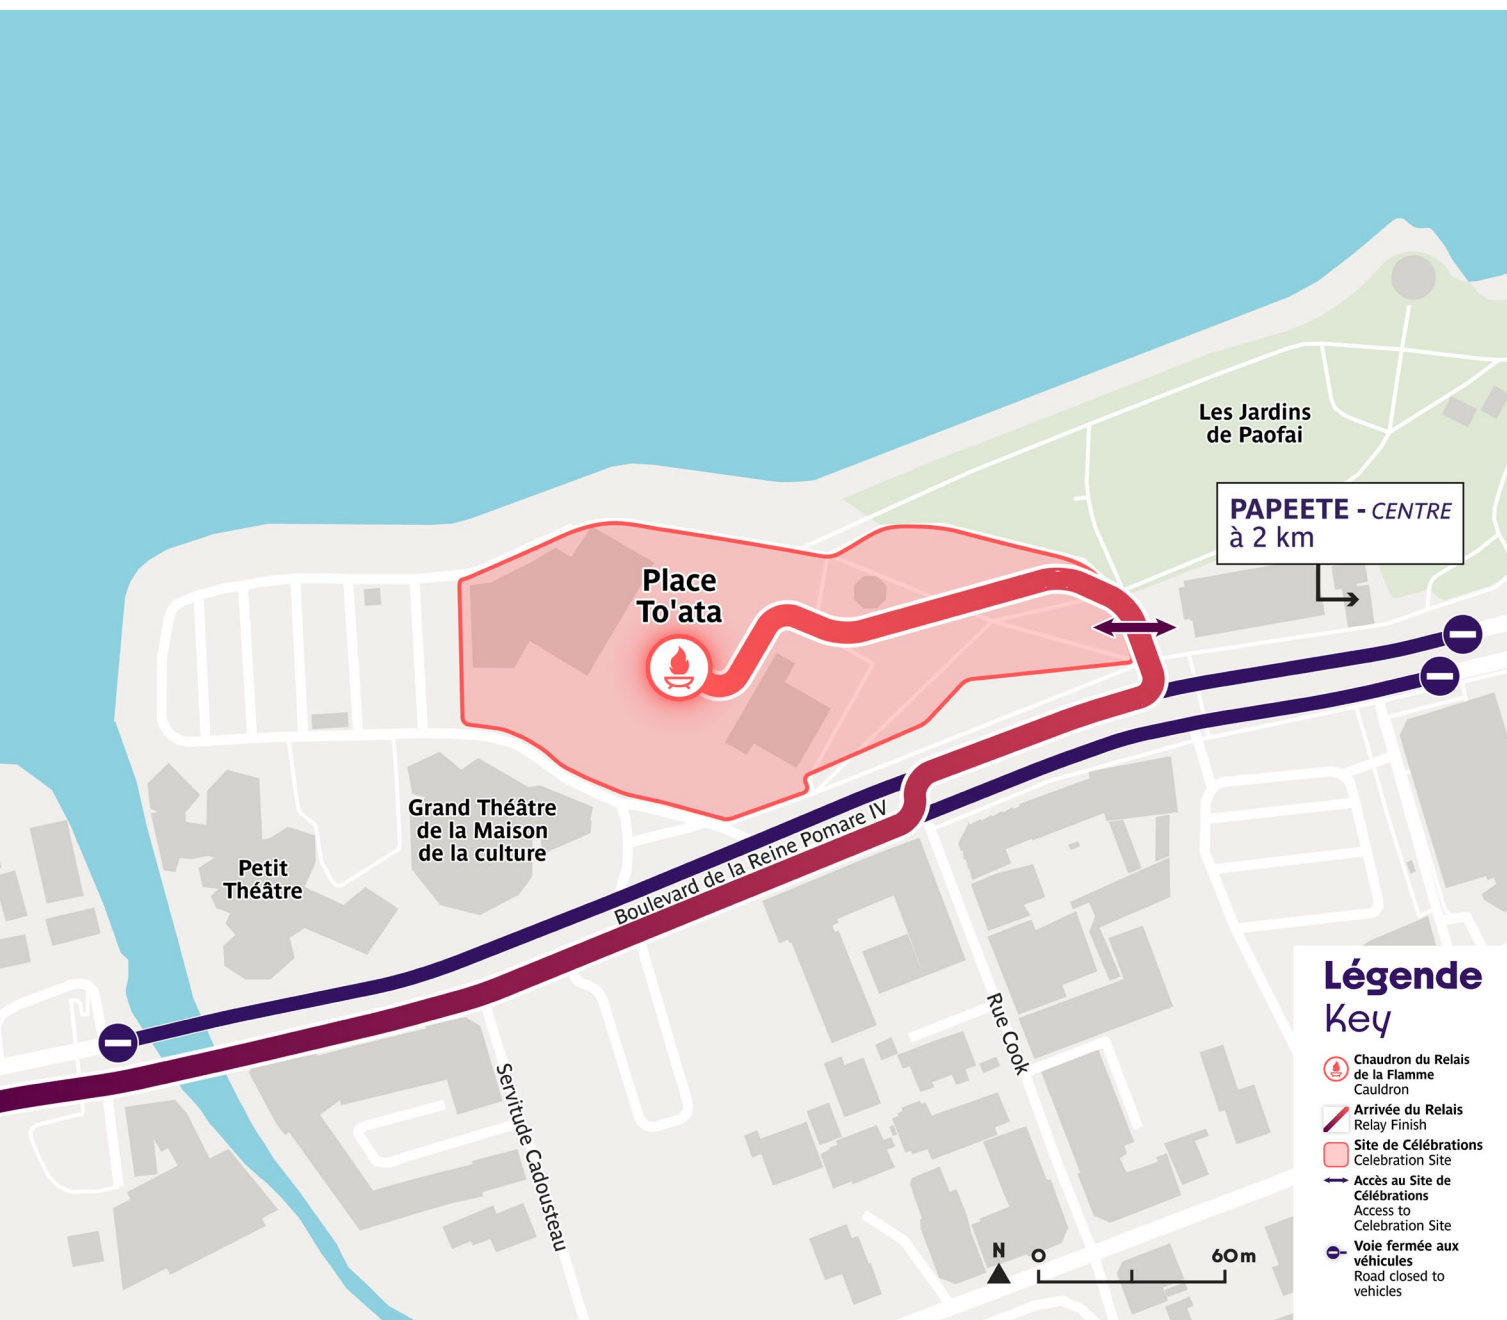 Les Jardins
de Paofai
PAPEETE - CENTRE
à 2 km
Place
To'ata
Grand Théâtre
de la Maison
de la culture
Petit
Théâtre
Boulevard de la Reine Pomare IV
Rue Cook
Servitude Cadousteau
N
0
60m
Légende
Key
Chaudron du Relais
de la Flamme
Cauldron
Arrivée du Relais
Relay Finish
Site de Célébrations
Celebration Site
Accès au Site de
Célébrations
Access to
Celebration Site
Voie fermée aux
véhicules
Road closed to
vehicles